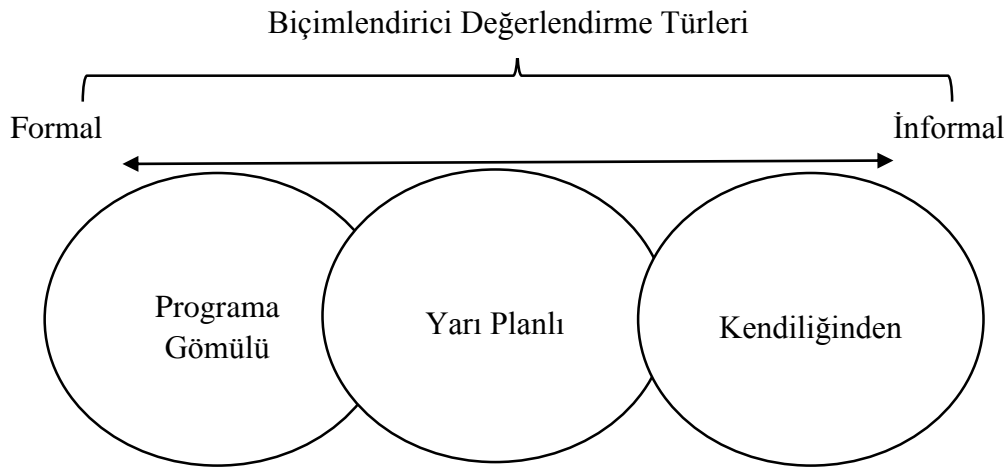 Biçimlendirici Değerlendirme Türleri
Formal
İnformal
Programa
Gömülü
Yarı Planlı
Kendiliğinden